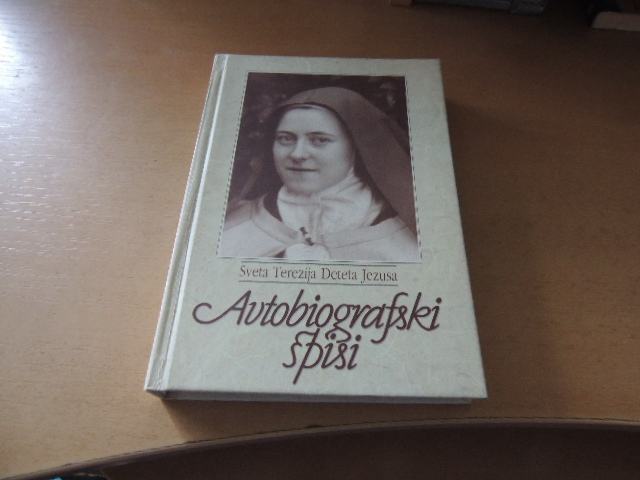 Sveta Terezija Deteta Jezusa
Avtobiografski
spisi